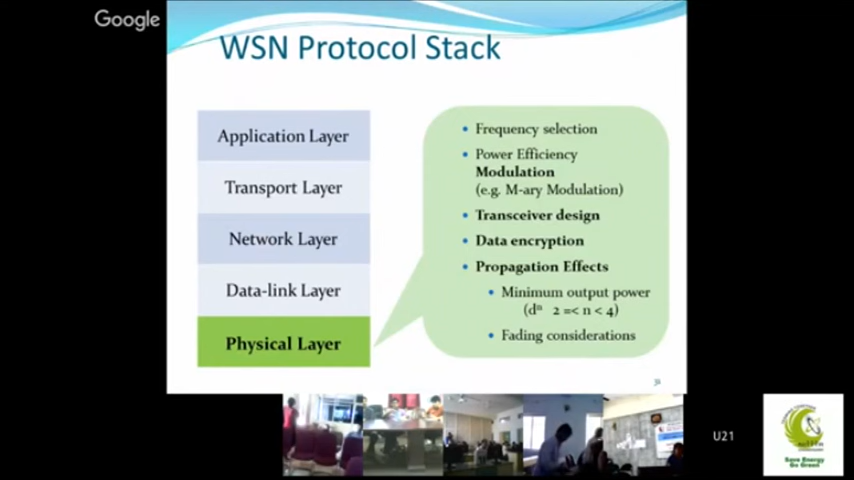 Google
WSN Protocol Stack
Application Layer
Transport Layer
Network Layer
Data-link Layer
Physical Layer
• Frequency selection
• Power Efficiency
Modulation
(e.g. M-ary Modulation)
• Transceiver design
• Data encryption
• Propagation Effects
• Minimum output power
(dⁿ 2 =< n < 4)
• Fading considerations
U21
Save Energy
Go Green